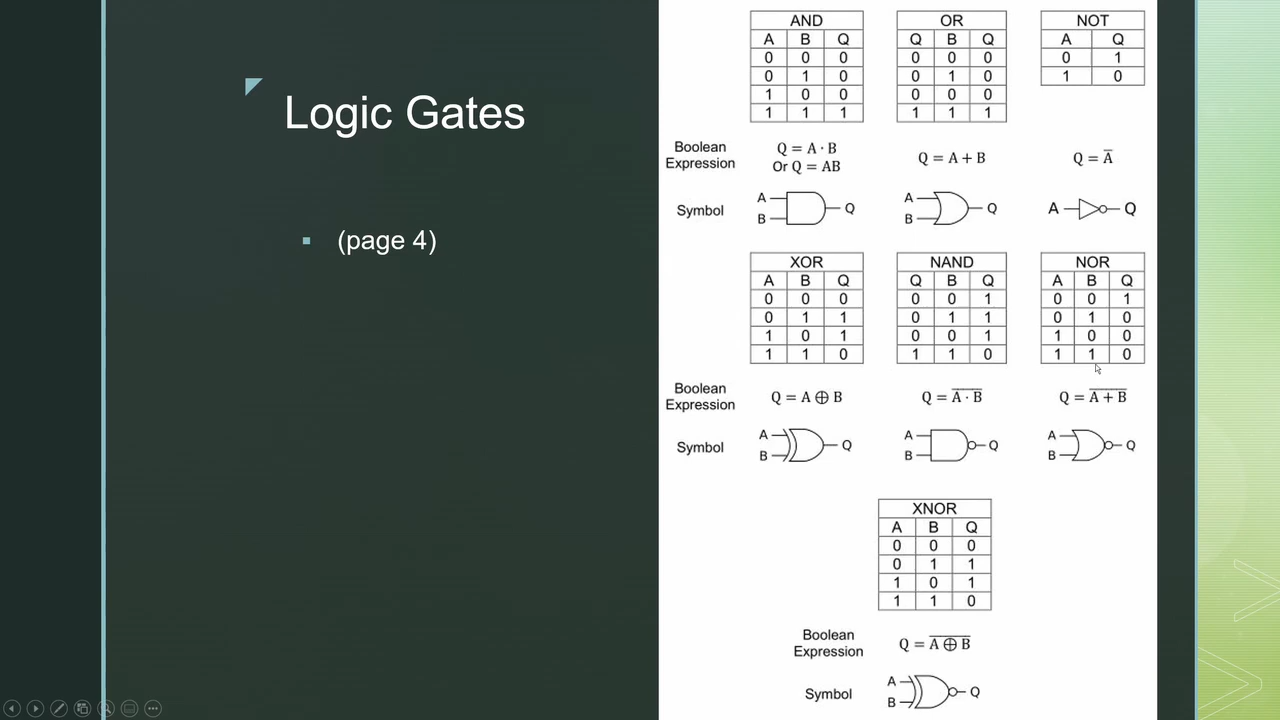 Logic Gates
(page 4)
AND OR NOT
A B Q Q B Q A Q
0 0 0 0 0 0 0 1
0 1 0 0 1 0 1 0
1 0 0 0 0 0
1 1 1 1 1 1
Boolean Expression
Q = A · B
Or Q = AB
Q = A + B
Q = A̅
Symbol
A B Q
A B Q
A Q
XOR NAND NOR
A B Q Q B Q A B Q
0 0 0 0 0 1 0 0 1
0 1 1 0 1 1 0 1 0
1 0 1 0 0 1 1 0 0
1 1 0 1 1 0 1 1 0
Boolean Expression
Q = A ⊕ B
Q = A̅ ̅·̅ ̅B̅
Q = A̅ ̅+̅ ̅B̅
Symbol
A B Q
A B Q
A B Q
XNOR
A B Q
0 0 0
0 1 1
1 0 1
1 1 0
Boolean Expression
Q = A̅ ̅⊕̅ ̅B̅
Symbol
A B Q